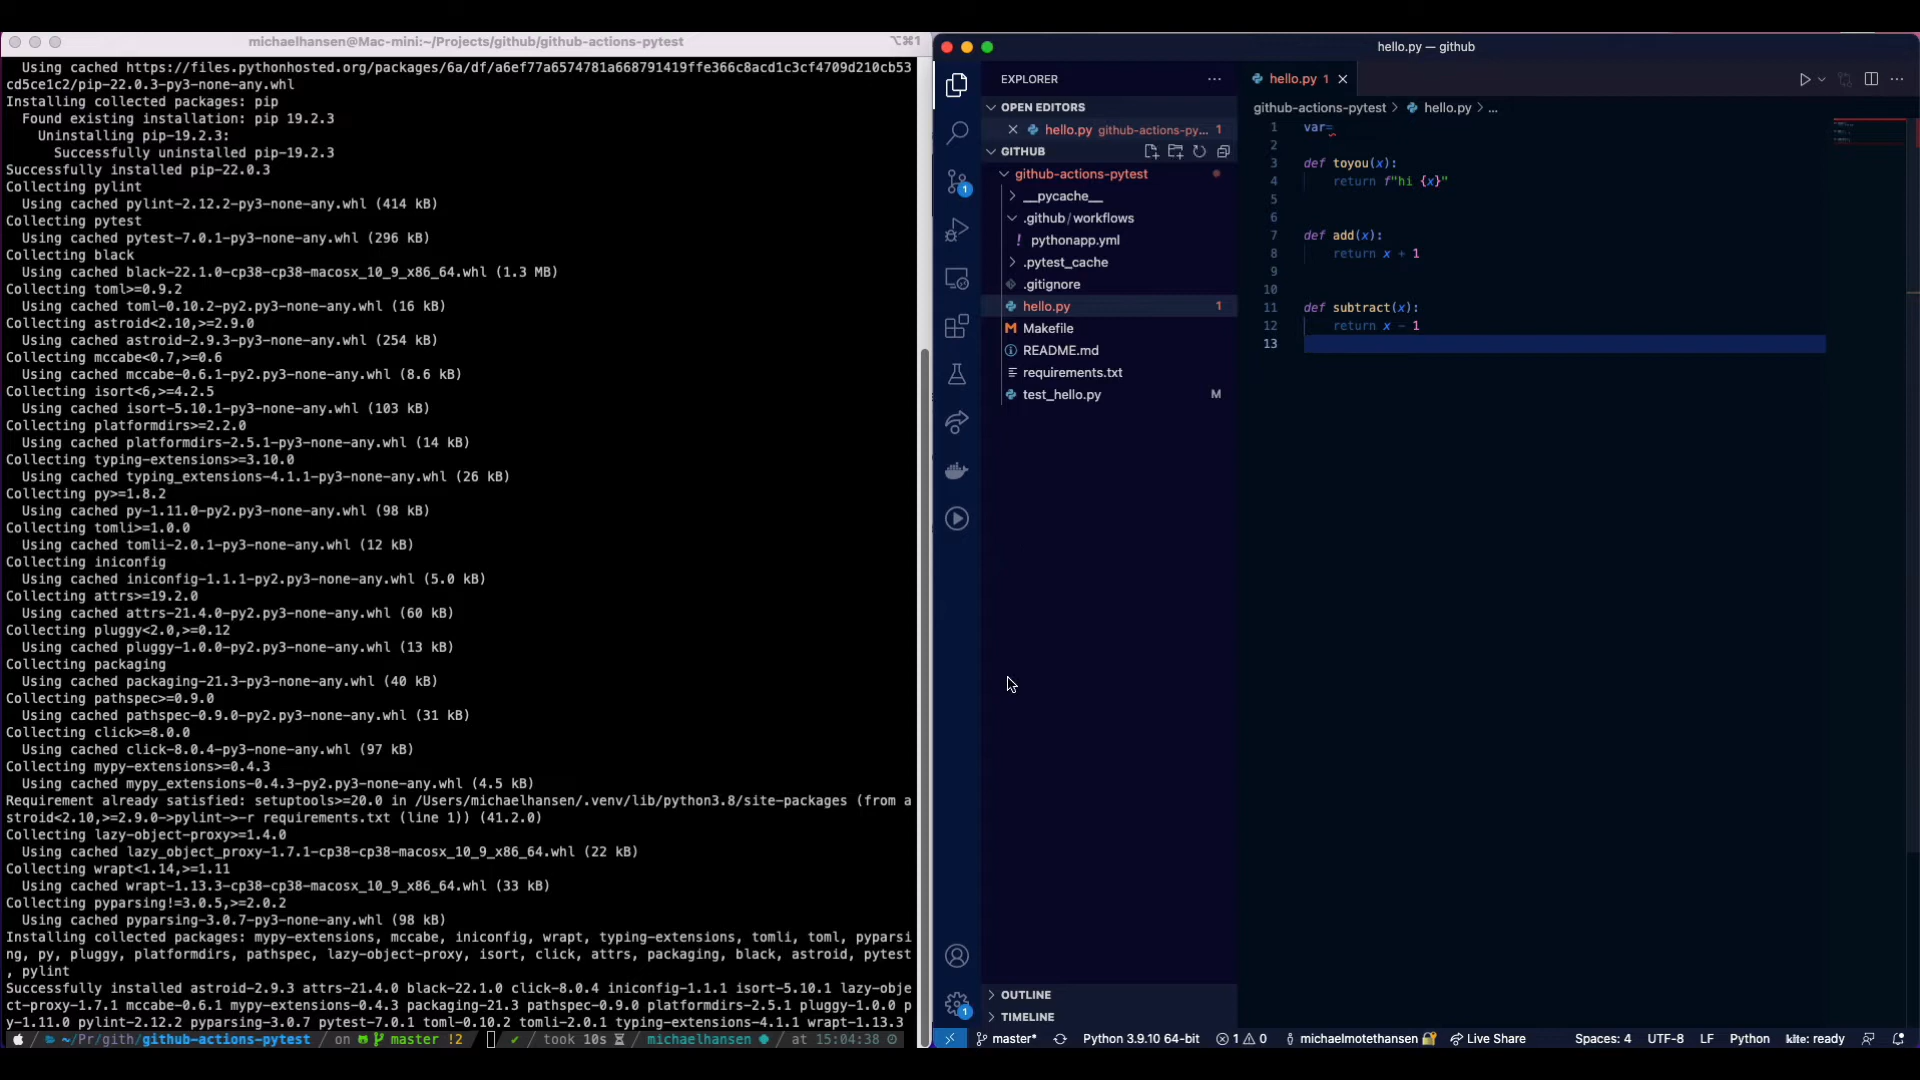 michaelhansen@Mac-mini:~/Projects/github/github-actions-pytest
⌥⌘1
Using cached https://files.pythonhosted.org/packages/6a/df/a6ef77a6574781a668791419ffe366c8acd1c3cf4709d210cb53
cd5ce1c2/pip-22.0.3-py3-none-any.whl
Installing collected packages: pip
Found existing installation: pip 19.2.3
Uninstalling pip-19.2.3:
Successfully uninstalled pip-19.2.3
Successfully installed pip-22.0.3
Collecting pylint
Using cached pylint-2.12.2-py3-none-any.whl (414 kB)
Collecting pytest
Using cached pytest-7.0.1-py3-none-any.whl (296 kB)
Collecting black
Using cached black-22.1.0-cp38-cp38-macosx_10_9_x86_64.whl (1.3 MB)
Collecting toml>=0.9.2
Using cached toml-0.10.2-py2.py3-none-any.whl (16 kB)
Collecting astroid<2.10,>=2.9.0
Using cached astroid-2.9.3-py3-none-any.whl (254 kB)
Collecting mccabe<0.7,>=0.6
Using cached mccabe-0.6.1-py2.py3-none-any.whl (8.6 kB)
Collecting isort<6,>=4.2.5
Using cached isort-5.10.1-py3-none-any.whl (103 kB)
Collecting platformdirs>=2.2.0
Using cached platformdirs-2.5.1-py3-none-any.whl (14 kB)
Collecting typing-extensions>=3.10.0
Using cached typing_extensions-4.1.1-py3-none-any.whl (26 kB)
Collecting py>=1.8.2
Using cached py-1.11.0-py2.py3-none-any.whl (98 kB)
Collecting tomli>=1.0.0
Using cached tomli-2.0.1-py3-none-any.whl (12 kB)
Collecting iniconfig
Using cached iniconfig-1.1.1-py2.py3-none-any.whl (5.0 kB)
Collecting attrs>=19.2.0
Using cached attrs-21.4.0-py2.py3-none-any.whl (60 kB)
Collecting pluggy<2.0,>=0.12
Using cached pluggy-1.0.0-py2.py3-none-any.whl (13 kB)
Collecting packaging
Using cached packaging-21.3-py3-none-any.whl (40 kB)
Collecting pathspec>=0.9.0
Using cached pathspec-0.9.0-py2.py3-none-any.whl (31 kB)
Collecting click>=8.0.0
Using cached click-8.0.4-py3-none-any.whl (97 kB)
Collecting mypy-extensions>=0.4.3
Using cached mypy_extensions-0.4.3-py2.py3-none-any.whl (4.5 kB)
Requirement already satisfied: setuptools>=20.0 in /Users/michaelhansen/.venv/lib/python3.8/site-packages (from a
stroid<2.10,>=2.9.0->pylint->-r requirements.txt (line 1)) (41.2.0)
Collecting lazy-object-proxy>=1.4.0
Using cached lazy_object_proxy-1.7.1-cp38-cp38-macosx_10_9_x86_64.whl (22 kB)
Collecting wrapt<1.14,>=1.11
Using cached wrapt-1.13.3-cp38-cp38-macosx_10_9_x86_64.whl (33 kB)
Collecting pyparsing!=3.0.5,>=2.0.2
Using cached pyparsing-3.0.7-py3-none-any.whl (98 kB)
Installing collected packages: mypy-extensions, mccabe, iniconfig, wrapt, typing-extensions, tomli, toml, pyparsi
ng, py, pluggy, platformdirs, pathspec, lazy-object-proxy, isort, click, attrs, packaging, black, astroid, pytest
, pylint
Successfully installed astroid-2.9.3 attrs-21.4.0 black-22.1.0 click-8.0.4 iniconfig-1.1.1 isort-5.10.1 lazy-obje
ct-proxy-1.7.1 mccabe-0.6.1 mypy-extensions-0.4.3 packaging-21.3 pathspec-0.9.0 platformdirs-2.5.1 pluggy-1.0.0 p
y-1.11.0 pylint-2.12.2 pyparsing-3.0.7 pytest-7.0.1 toml-0.10.2 tomli-2.0.1 typing-extensions-4.1.1 wrapt-1.13.3
~/Pr/gith/github-actions-pytest / on master !2 ✔ / took 10s / michaelhansen / at 15:04:38
hello.py — github
EXPLORER
OPEN EDITORS
hello.py github-actions-py... 1
GITHUB
github-actions-pytest
__pycache__
.github/workflows
! pythonapp.yml
.pytest_cache
.gitignore
hello.py 1
M Makefile
README.md
requirements.txt
test_hello.py M
OUTLINE
TIMELINE
1
1
hello.py 1
github-actions-pytest > hello.py > ...
1 var=
2
3 def toyou(x):
4 return f"hi {x}"
5
6
7 def add(x):
8 return x + 1
9
10
11 def subtract(x):
12 return x - 1
13
master* Python 3.9.10 64-bit 1 0 michaelmotethansen Live Share Spaces: 4 UTF-8 LF Python kite: ready